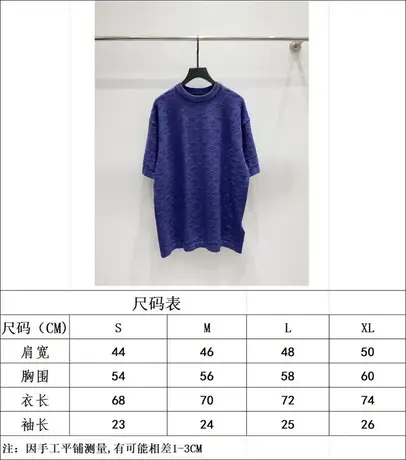 尺码表
尺码（CM） S M L XL
肩宽 44 46 48 50
胸围 54 56 58 60
衣长 68 70 72 74
袖长 23 24 25 26
注：因手工平铺测量,有可能相差1-3CM